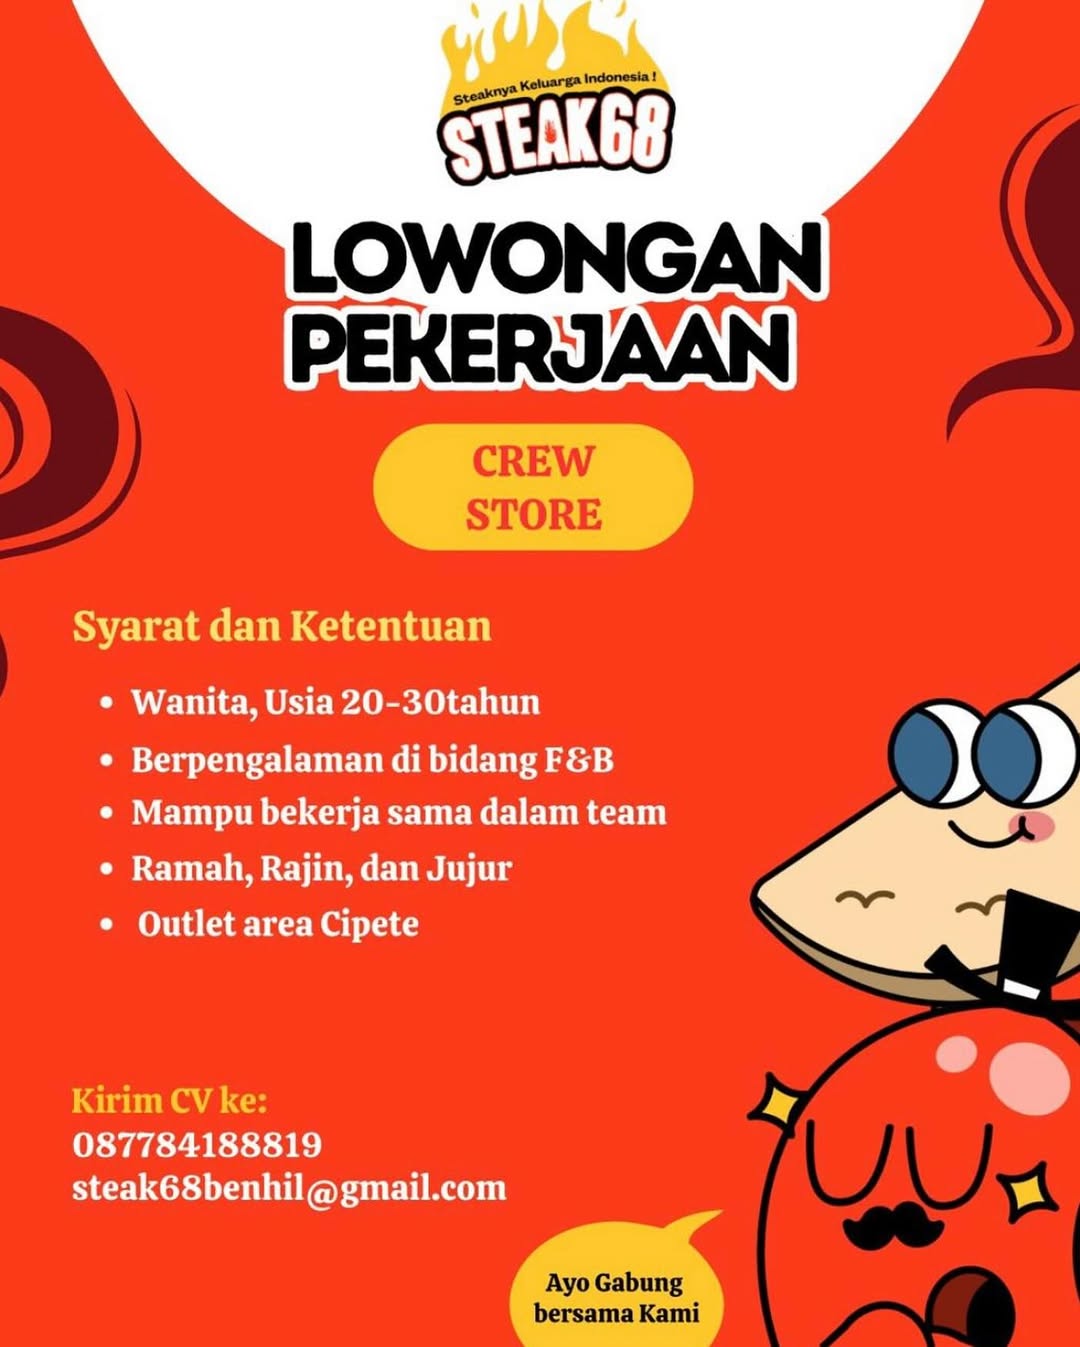 Steaknya Keluarga Indonesia !
STEAK68
LOWONGAN
PEKERJAAN
CREW
STORE
Syarat dan Ketentuan
• Wanita, Usia 20-30tahun
• Berpengalaman di bidang F&B
• Mampu bekerja sama dalam team
• Ramah, Rajin, dan Jujur
• Outlet area Cipete
Kirim CV ke:
087784188819
steak68benhil@gmail.com
Ayo Gabung
bersama Kami